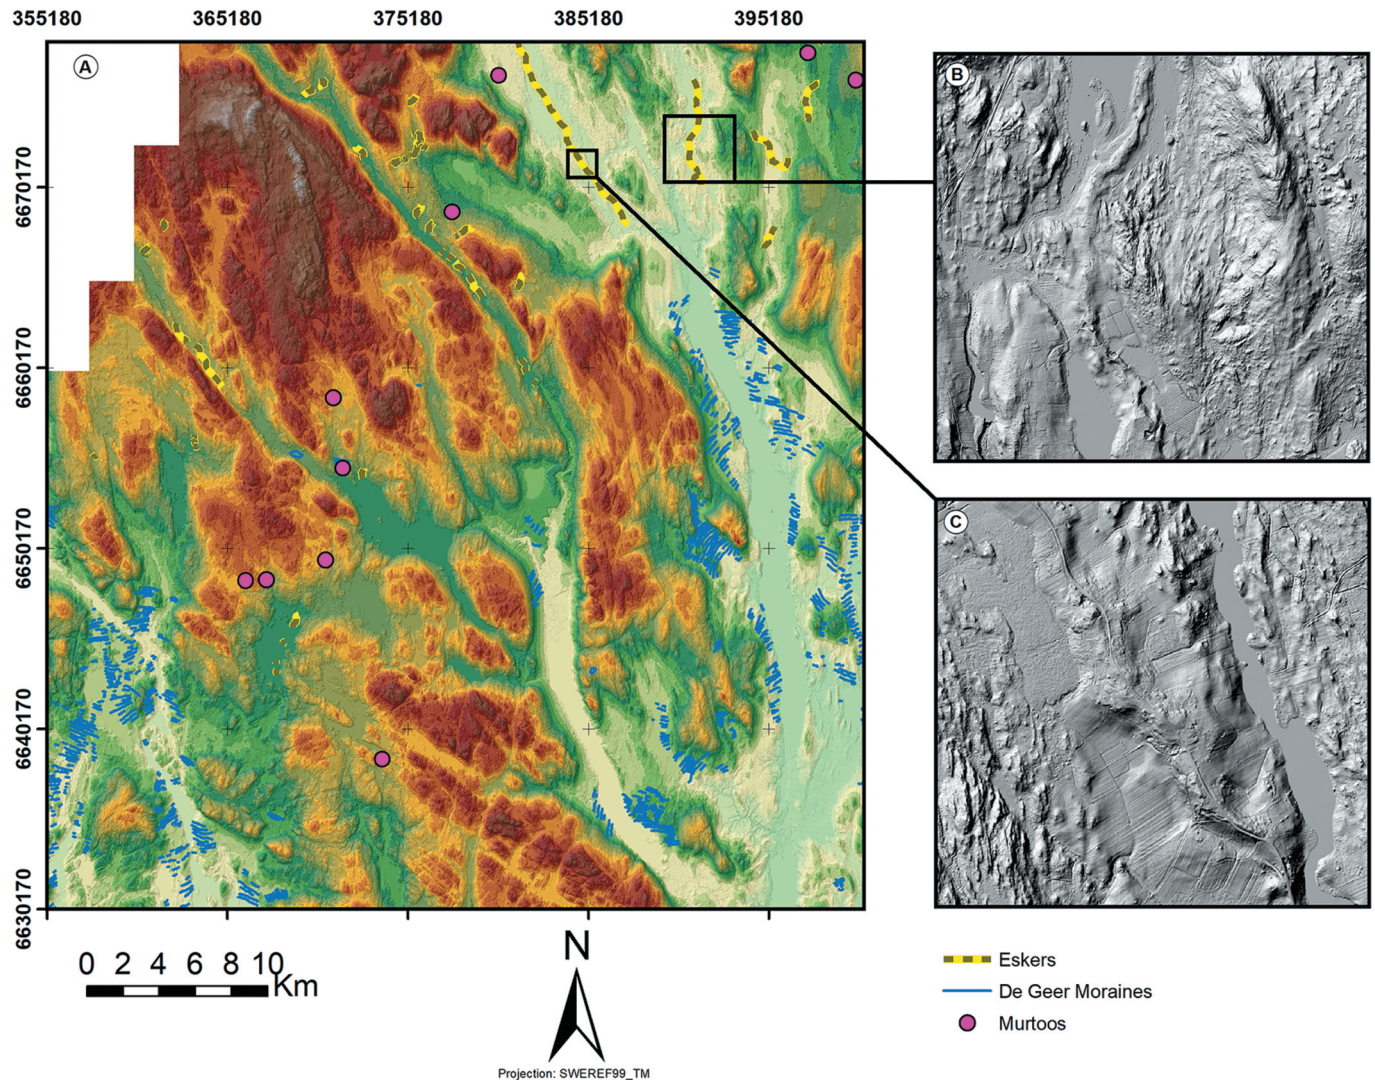 355180 365180 375180 385180 395180
A
B
6670170
6660170
6650170
6640170
6630170
C
0 2 4 6 8 10 Km
N
Projection: SWEREF99_TM
Eskers
De Geer Moraines
Murtoos